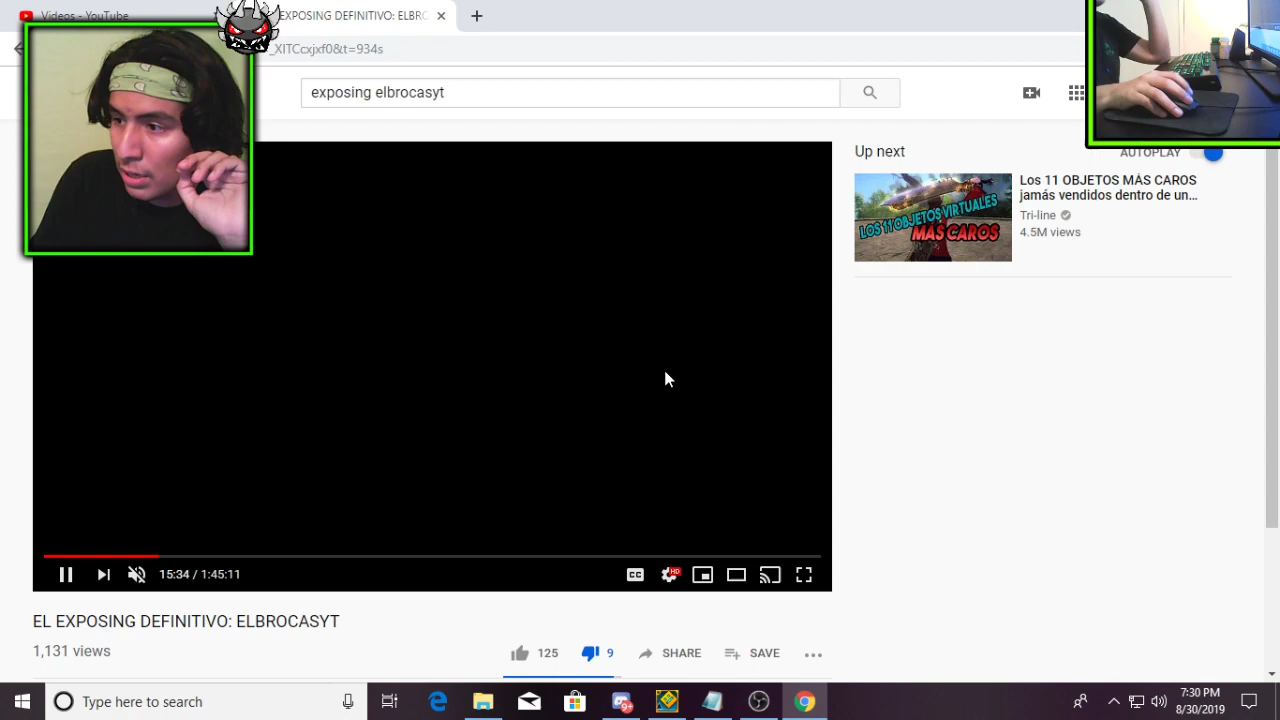 Videos - YouTube
EXPOSING DEFINITIVO: ELBRC
_XITCcxjxf0&t=934s
exposing elbrocasyt
Up next
AUTOPLAY
LOS 11 OBJETOS VIRTUALES
MÁS CAROS
Los 11 OBJETOS MÁS CAROS
jamás vendidos dentro de un...
Tri-line
4.5M views
CC
HD
15:34 / 1:45:11
EL EXPOSING DEFINITIVO: ELBROCASYT
1,131 views
125
9
SHARE
SAVE
Type here to search
9+
7:30 PM
8/30/2019